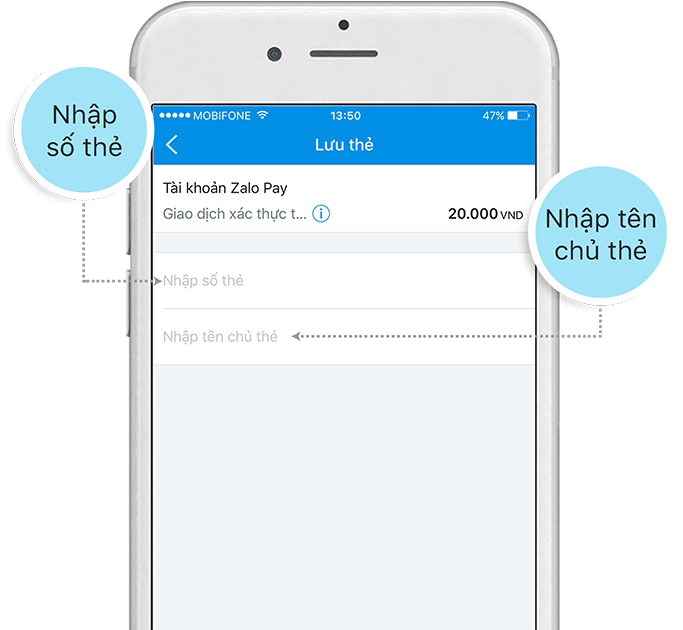 Nhập
số thẻ
MOBIFONE 13:50 47%
Lưu thẻ
Tài khoản Zalo Pay
Giao dịch xác thực t... 20.000 VND
Nhập tên
chủ thẻ
Nhập số thẻ
Nhập tên chủ thẻ